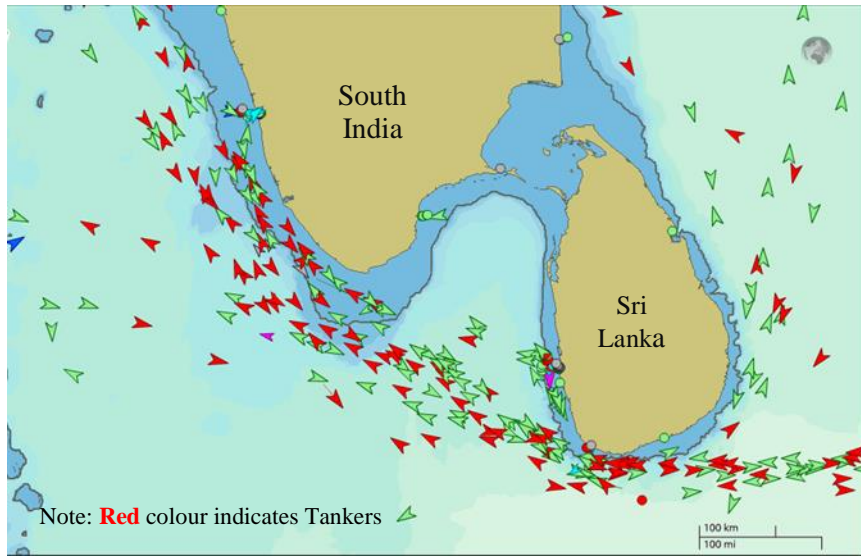 South
India
Sri
Lanka
Note: Red colour indicates Tankers
100 km
100 mi